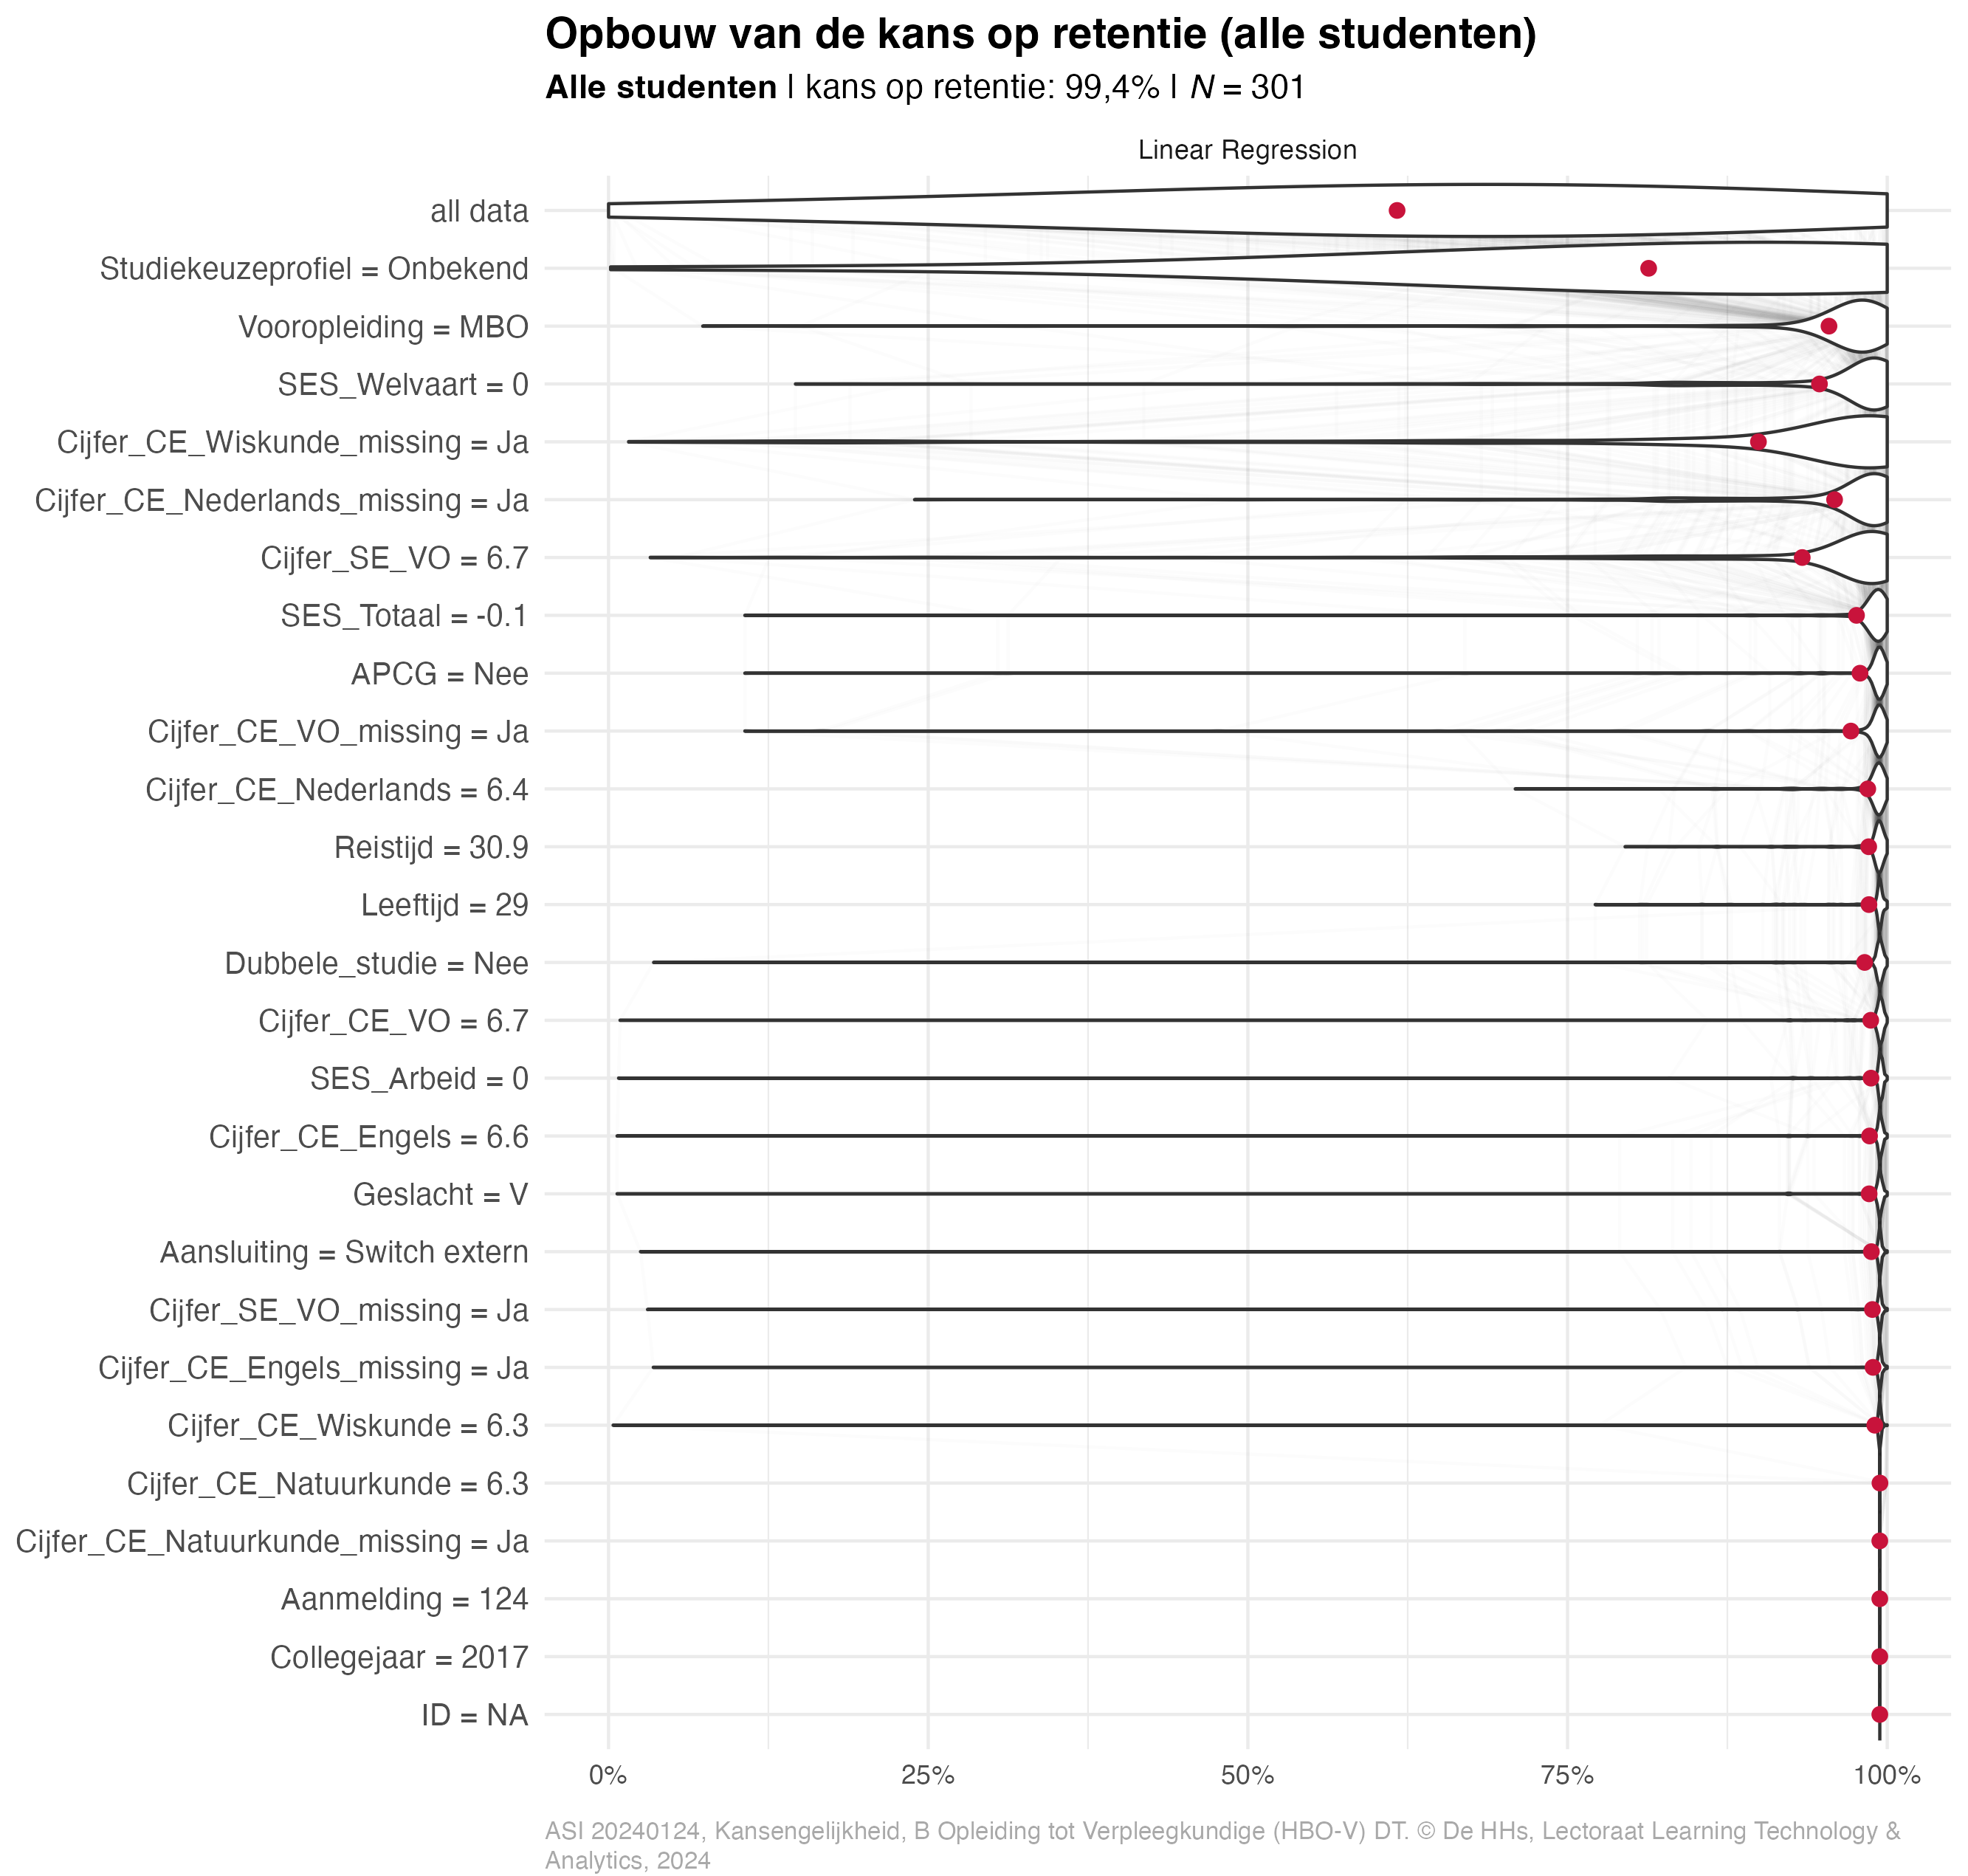 Opbouw van de kans op retentie (alle studenten)
Alle studenten | kans op retentie: 99,4% | N = 301
Linear Regression
all data
Studiekeuzeprofiel = Onbekend
Vooropleiding = MBO
SES_Welvaart = 0
Cijfer_CE_Wiskunde_missing = Ja
Cijfer_CE_Nederlands_missing = Ja
Cijfer_SE_VO = 6.7
SES_Totaal = -0.1
APCG = Nee
Cijfer_CE_VO_missing = Ja
Cijfer_CE_Nederlands = 6.4
Reistijd = 30.9
Leeftijd = 29
Dubbele_studie = Nee
Cijfer_CE_VO = 6.7
SES_Arbeid = 0
Cijfer_CE_Engels = 6.6
Geslacht = V
Aansluiting = Switch extern
Cijfer_SE_VO_missing = Ja
Cijfer_CE_Engels_missing = Ja
Cijfer_CE_Wiskunde = 6.3
Cijfer_CE_Natuurkunde = 6.3
Cijfer_CE_Natuurkunde_missing = Ja
Aanmelding = 124
Collegejaar = 2017
ID = NA
0% 25% 50% 75% 100%
ASI 20240124, Kansengelijkheid, B Opleiding tot Verpleegkundige (HBO-V) DT. © De HHs, Lectoraat Learning Technology &
Analytics, 2024